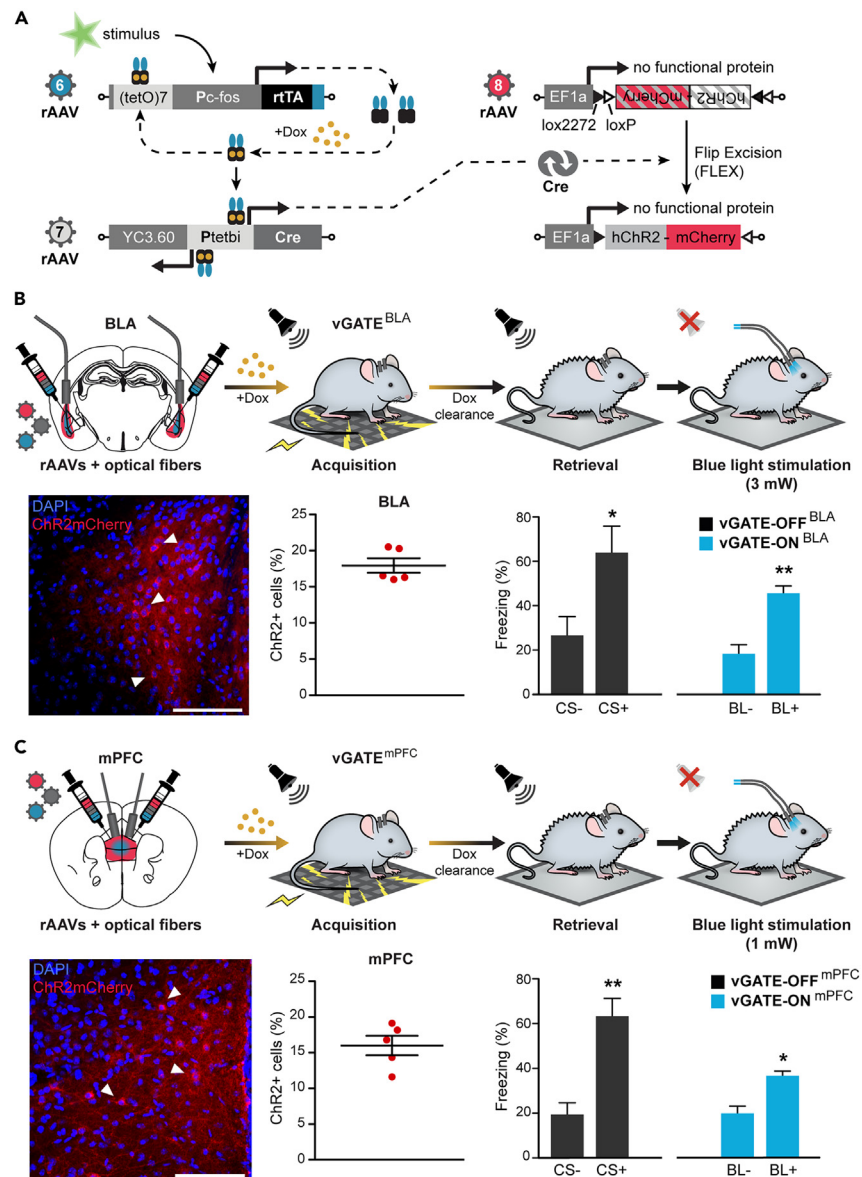 A
stimulus
6
rAAV
(tetO)7
Pc-fos
rtTA
+Dox
8
rAAV
no functional protein
EF1a
mCherry
-
hChR2
lox2272
loxP
Cre
Flip Excision
(FLEX)
7
rAAV
YC3.60
Ptetbi
Cre
no functional protein
EF1a
hChR2 - mCherry
B
BLA
vGATE BLA
+Dox
Dox
clearance
rAAVs + optical fibers
Acquisition
Retrieval
Blue light stimulation
(3 mW)
DAPI
ChR2mCherry
BLA
ChR2+ cells (%)
25
20
15
10
5
0
Freezing (%)
80
60
40
20
0
*
CS-
CS+
vGATE-OFF BLA
vGATE-ON BLA
**
BL-
BL+
C
mPFC
vGATE mPFC
+Dox
Dox
clearance
rAAVs + optical fibers
Acquisition
Retrieval
Blue light stimulation
(1 mW)
DAPI
ChR2mCherry
mPFC
ChR2+ cells (%)
25
20
15
10
5
0
Freezing (%)
80
60
40
20
0
**
CS-
CS+
vGATE-OFF mPFC
vGATE-ON mPFC
*
BL-
BL+